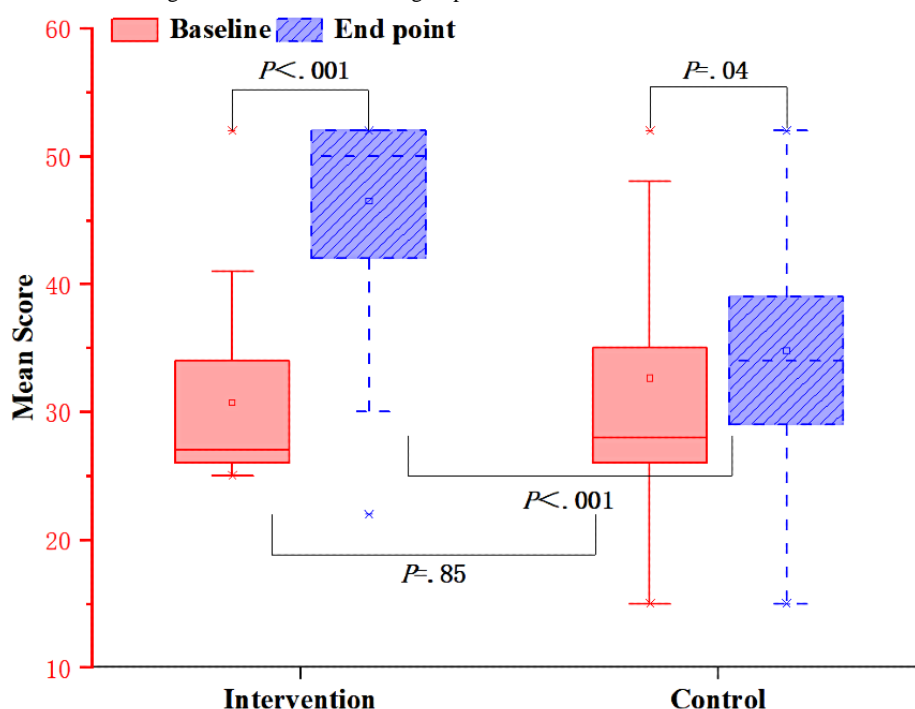 60
Baseline
End point
P<.001
P=.04
50
40
Mean Score
30
P<.001
20
P=.85
10
Intervention
Control